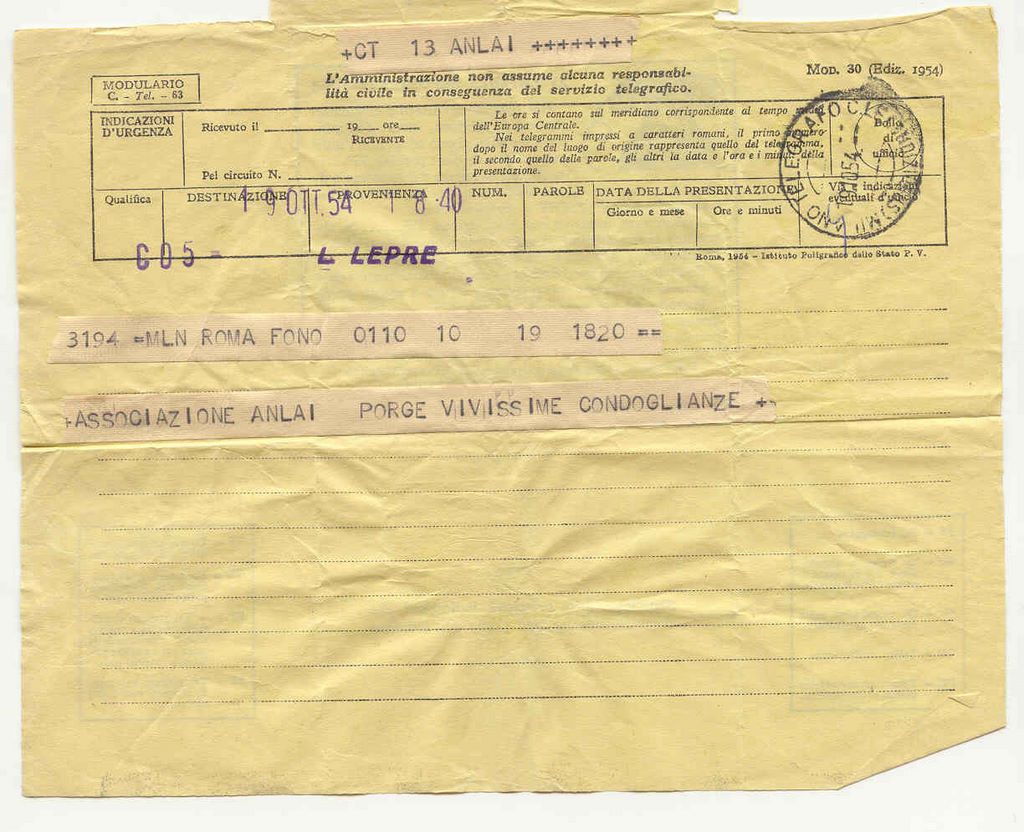 +CT 13 ANLAI ++++++++
MODULARIO
C. - Tel. - 63
L'Amministrazione non assume alcuna responsabi-
lità civile in conseguenza del servizio telegrafico.
MOD. 30 (Ediz. 1954)
INDICAZIONI
D'URGENZA
Ricevuto il 19 ore
RICEVENTE
Pel circuito N.
Le ore si contano sul meridiano corrispondente al tempo medio
dell'Europa Centrale.
Nei telegrammi impressi a caratteri romani, il primo numero
dopo il nome del luogo di origine rappresenta quello del telegramma,
il secondo quello delle parole, gli altri la data e l'ora e i minuti della
presentazione.
Bollo
di
ufficio
Qualifica
DESTINAZIONE
PROVENIENZA
NUM.
PAROLE
DATA DELLA PRESENTAZIONE
Giorno e mese
Ore e minuti
Via e indicazioni
eventuali d'ufficio
19 OTT. 54 18 40
C05-
L LEPRE
Roma, 1954 - Istituto Poligrafico dello Stato P. V.
3194 =MLN ROMA FONO 0110 10 19 1820 ==
+ASSOCIAZIONE ANLAI PORGE VIVISSIME CONDOGLIANZE +